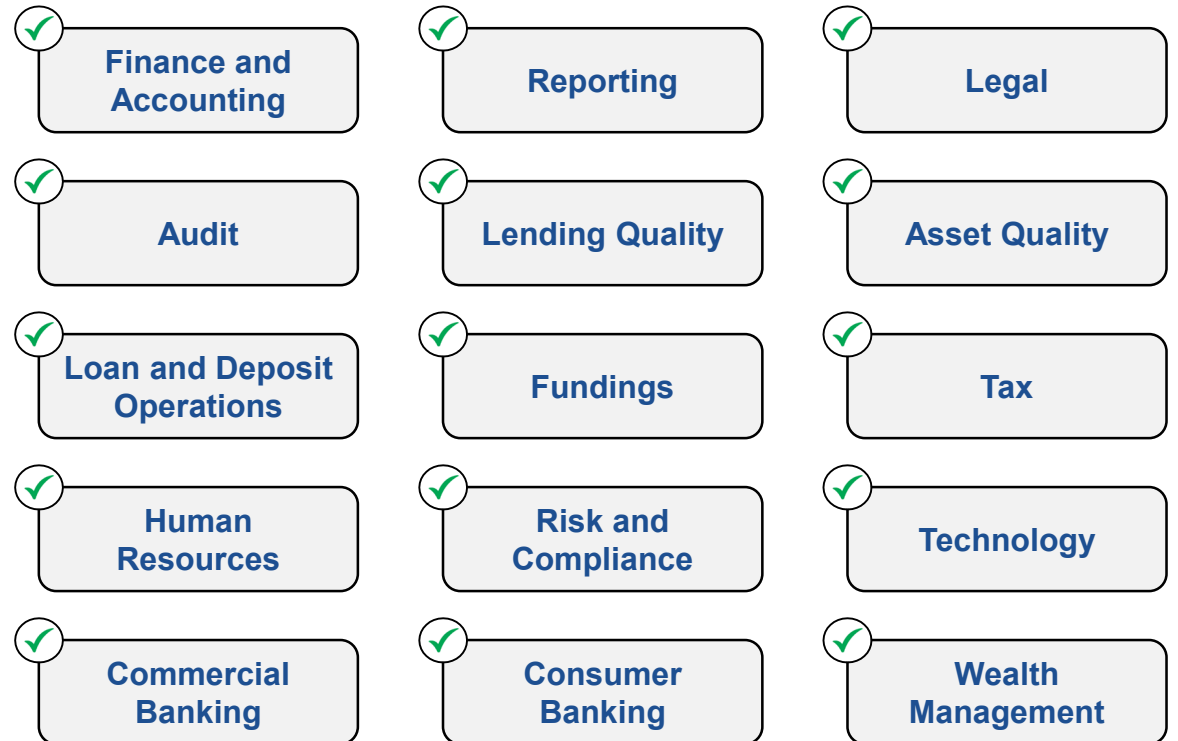 Finance and
Accounting
Reporting
Legal
Audit
Lending Quality
Asset Quality
Loan and Deposit
Operations
Fundings
Tax
Human
Resources
Risk and
Compliance
Technology
Commercial
Banking
Consumer
Banking
Wealth
Management